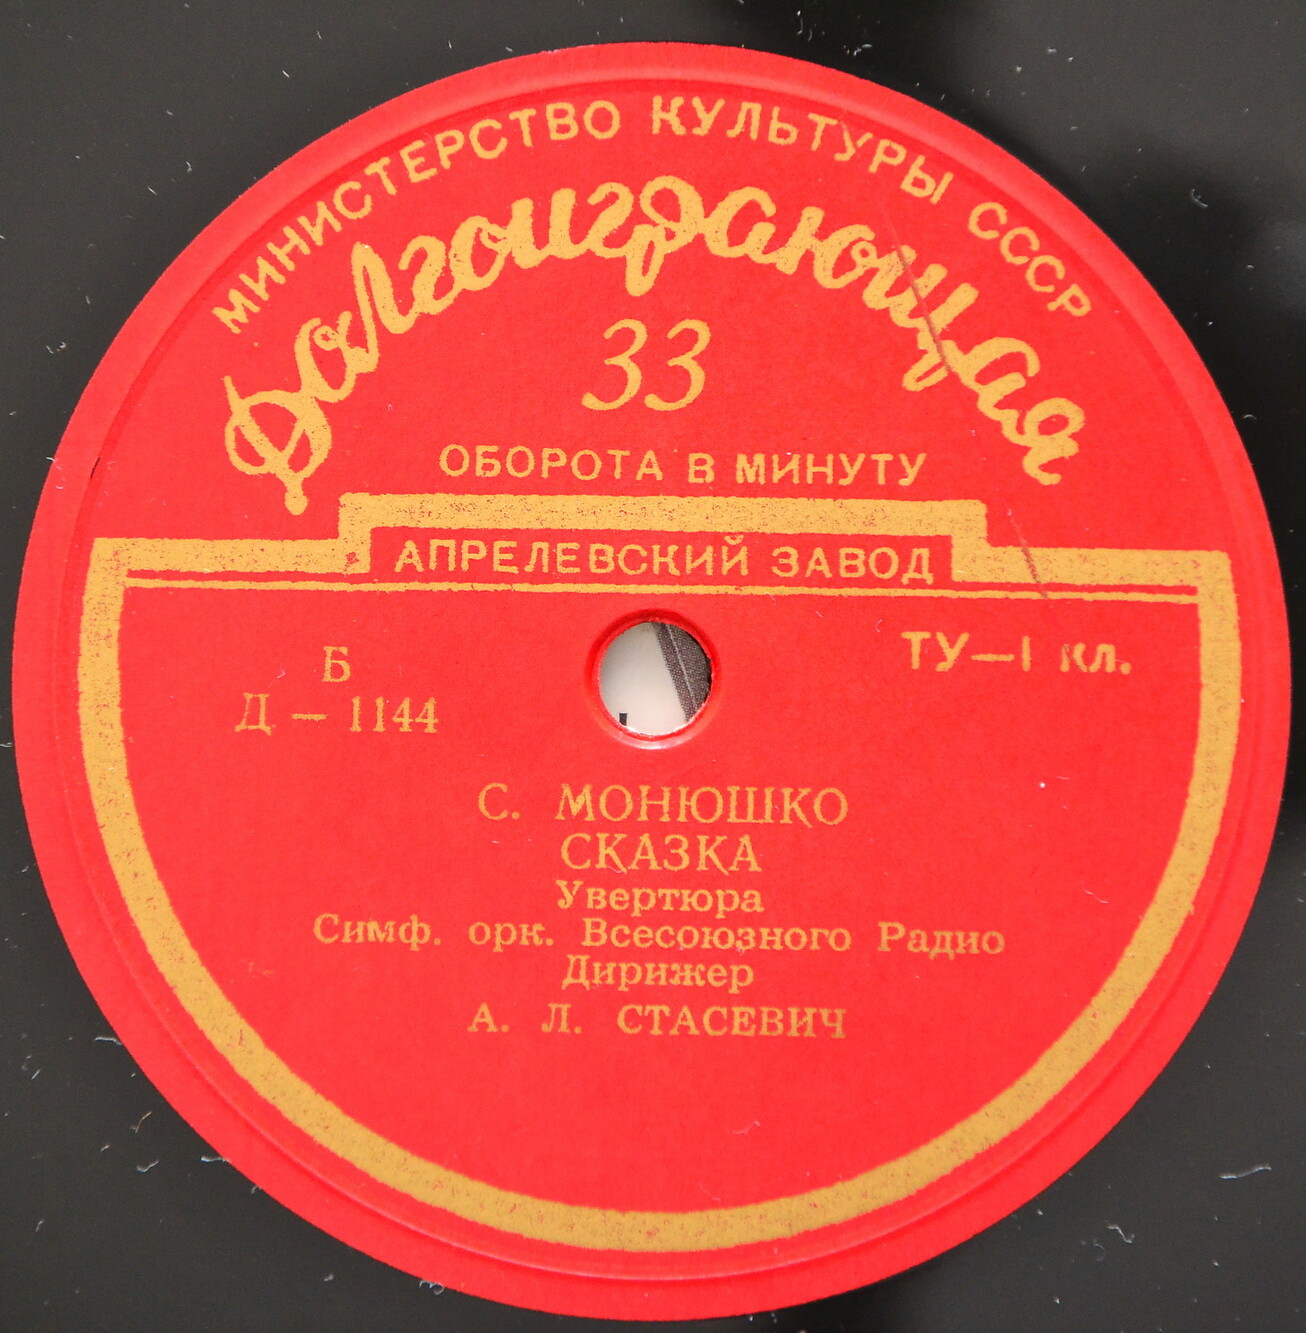 МИНИСТЕРСТВО КУЛЬТУРЫ СССР
Долгоиграющая
33
ОБОРОТА В МИНУТУ
АПРЕЛЕВСКИЙ ЗАВОД
Б
Д — 1144
ТУ—1 кл.
С. МОНЮШКО
СКАЗКА
Увертюра
Симф. орк. Всесоюзного Радио
Дирижер
А. Л. СТАСЕВИЧ